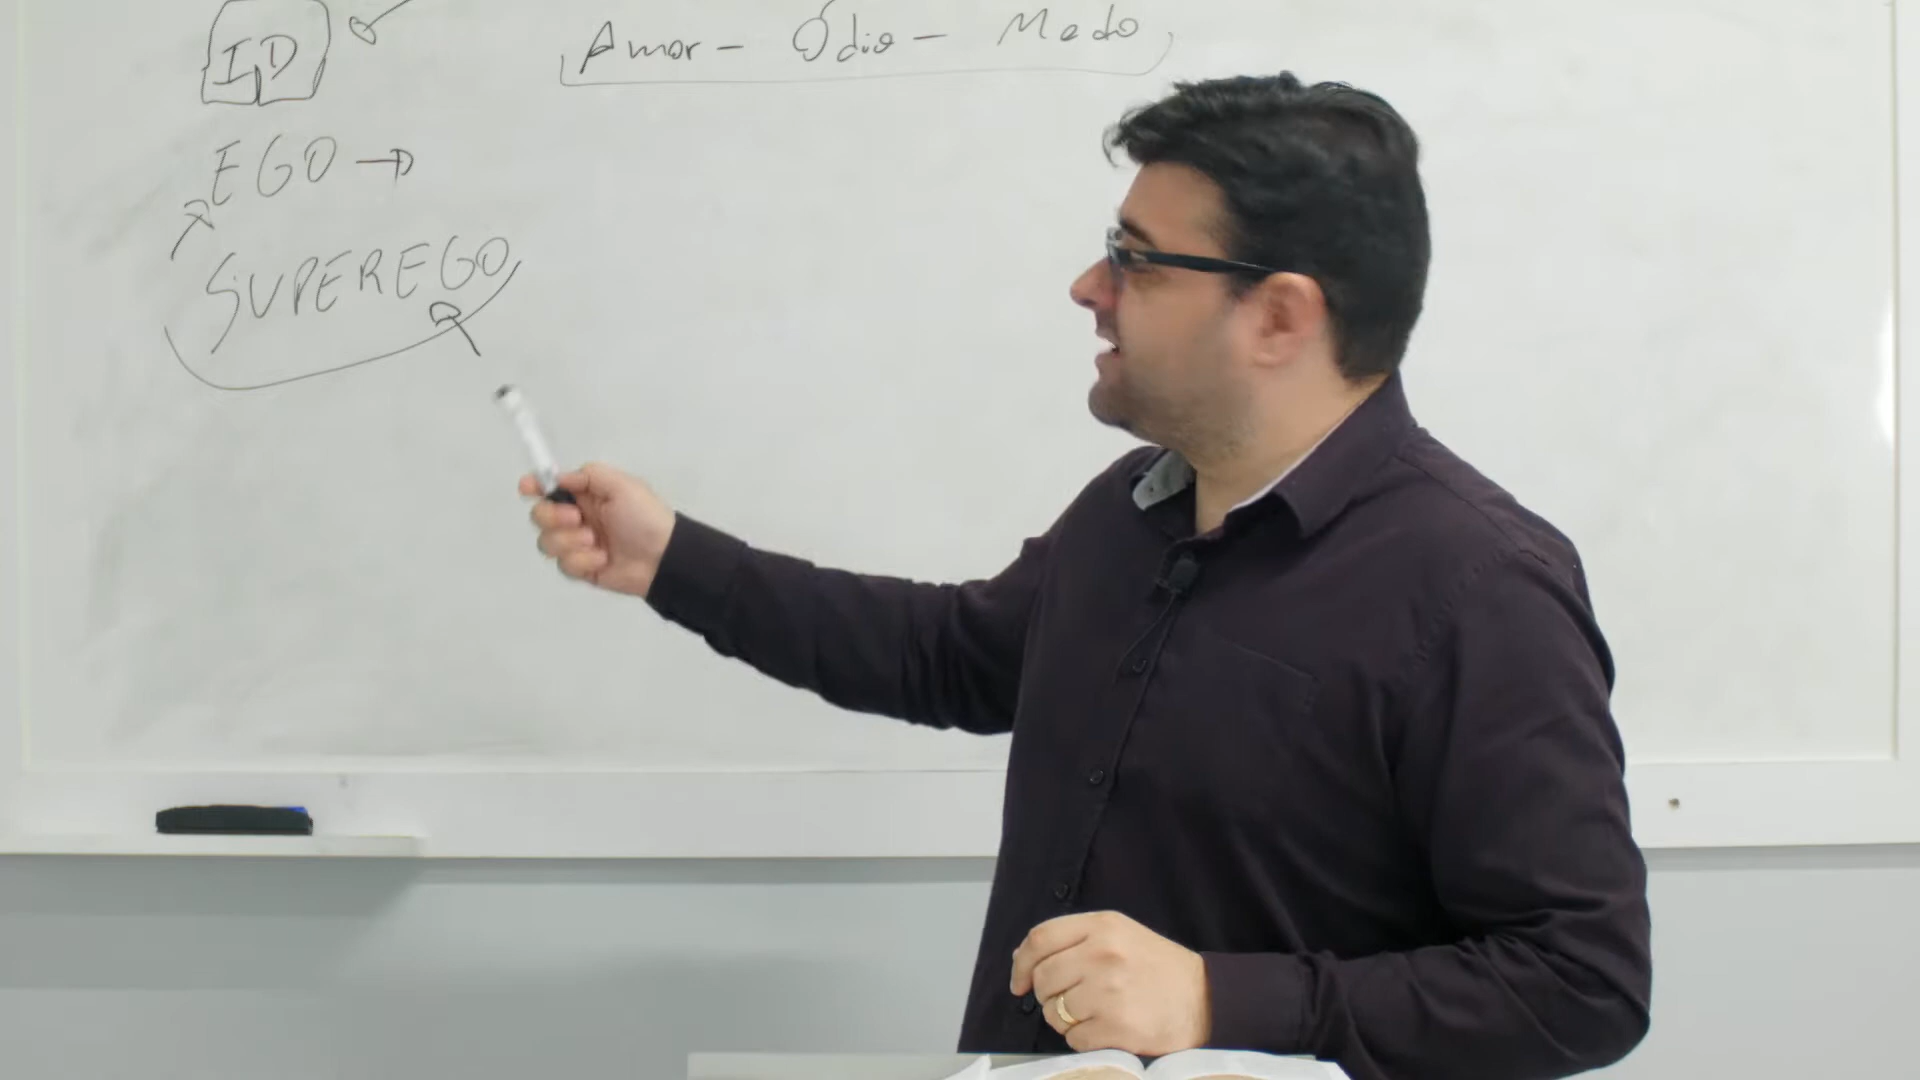 ID
Amor - Ódio - Medo
EGO →
SUPEREGO